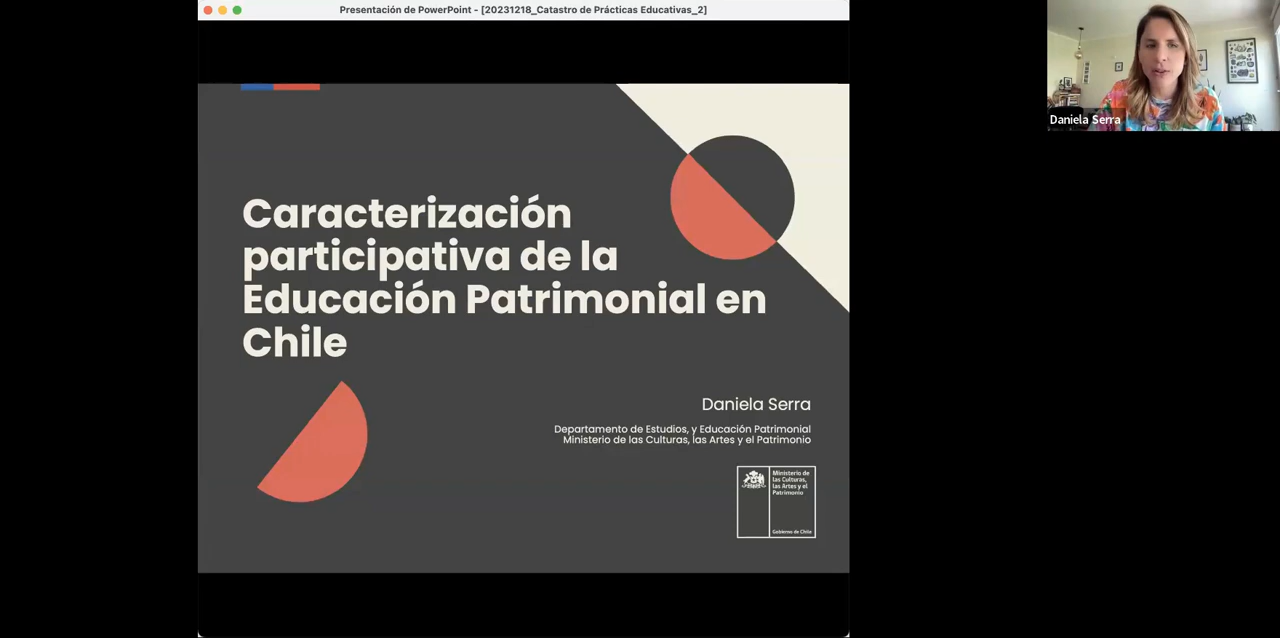 Presentación de PowerPoint - [20231218_Catastro de Prácticas Educativas_2]
Daniela Serra
Caracterización
participativa de la
Educación Patrimonial en
Chile
Daniela Serra
Departamento de Estudios, y Educación Patrimonial
Ministerio de las Culturas, las Artes y el Patrimonio
Ministerio de
las Culturas,
las Artes y el
Patrimonio
Gobierno de Chile